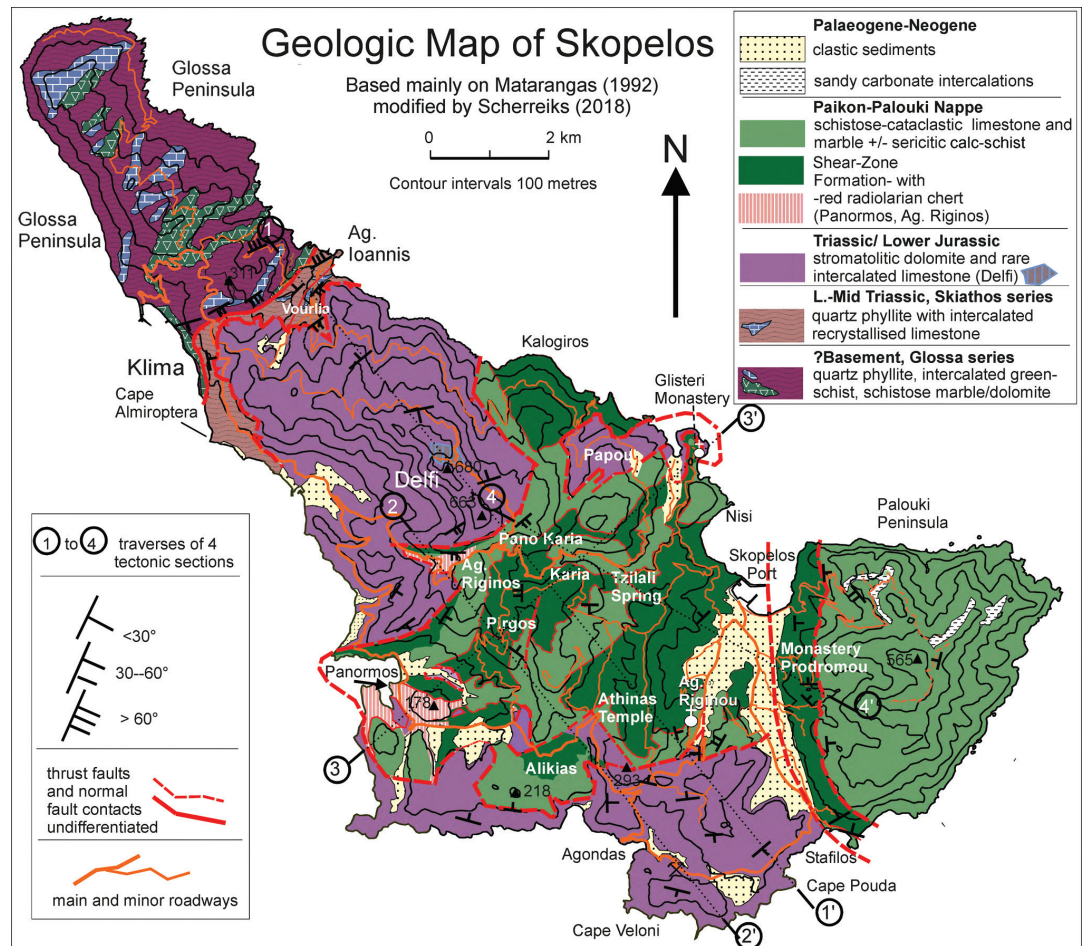 Geologic Map of Skopelos
Based mainly on Matarangas (1992)
modified by Scherreiks (2018)
0 2 km
Contour intervals 100 metres
N
Palaeogene-Neogene
clastic sediments
sandy carbonate intercalations
Paikon-Palouki Nappe
schistose-cataclastic limestone and
marble +/- sericitic calc-schist
Shear-Zone
Formation- with
-red radiolarian chert
(Panormos, Ag. Riginos)
Triassic/ Lower Jurassic
stromatolitic dolomite and rare
intercalated limestone (Delfi)
L.-Mid Triassic, Skiathos series
quartz phyllite with intercalated
recrystallised limestone
?Basement, Glossa series
quartz phyllite, intercalated green-
schist, schistose marble/dolomite
Glossa
Peninsula
Glossa
Peninsula
1
Ag.
Ioannis
311
Vourlia
Klima
Cape
Almiroptera
Kalogiros
Glisteri
Monastery
3'
Papou
Delfi
680
2
663
4
Nisi
Palouki
Peninsula
Pano Karia
Skopelos
Port
Ag.
Riginos
Karia
Tzilali
Spring
Pirgos
Monastery
Prodromou
565
Panormos
178
Ag.
Riginou
4'
Athinas
Temple
3
Alikias
293
218
Agondas
Stafilos
Cape Pouda
1'
Cape Veloni
2'
1 to 4 traverses of 4
tectonic sections
<30°
30--60°
> 60°
thrust faults
and normal
fault contacts
undifferentiated
main and minor roadways